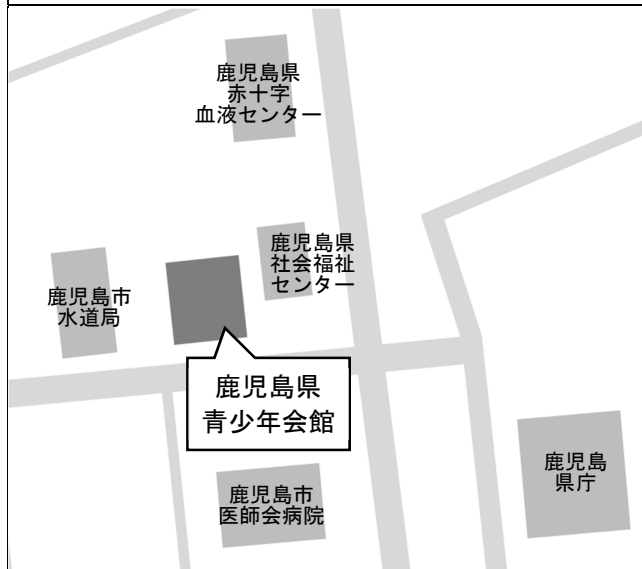 鹿児島県
赤十字
血液センター
鹿児島県
社会福祉
センター
鹿児島市
水道局
鹿児島県
青少年会館
鹿児島市
医師会病院
鹿児島
県庁